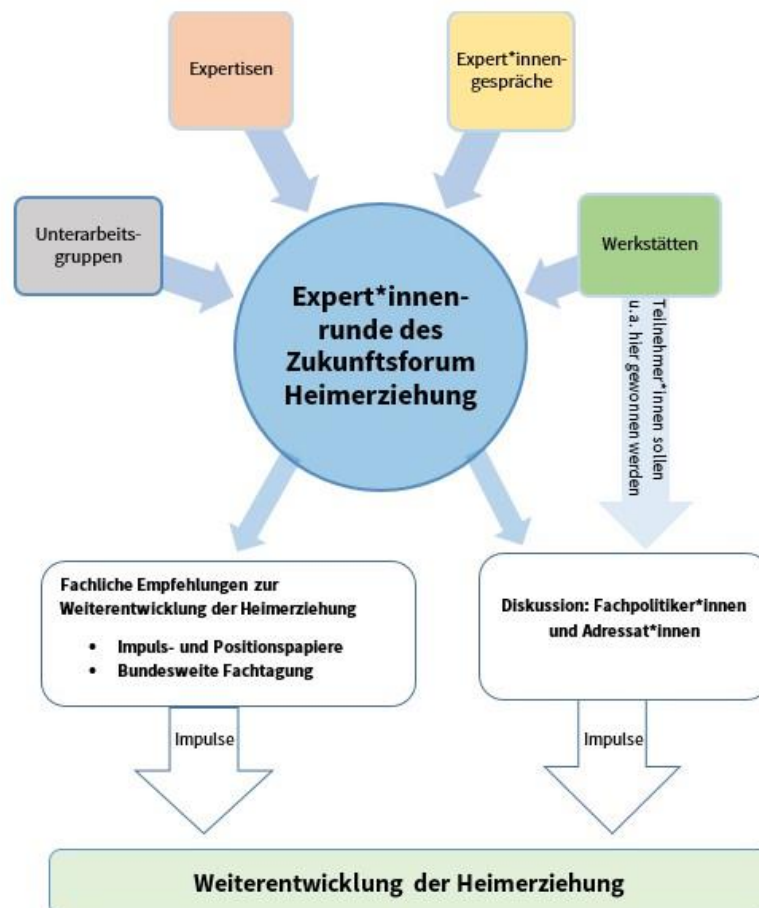 Expertisen
Expert*innen-
gespräche
Unterarbeits-
gruppen
Werkstätten
Expert*innen-
runde des
Zukunftsforum
Heimerziehung
Teilnehmer*innen sollen
u.a. hier gewonnen werden
Fachliche Empfehlungen zur
Weiterentwicklung der Heimerziehung
• Impuls- und Positionspapiere
• Bundesweite Fachtagung
Diskussion: Fachpolitiker*innen
und Adressat*innen
Impulse
Impulse
Weiterentwicklung der Heimerziehung